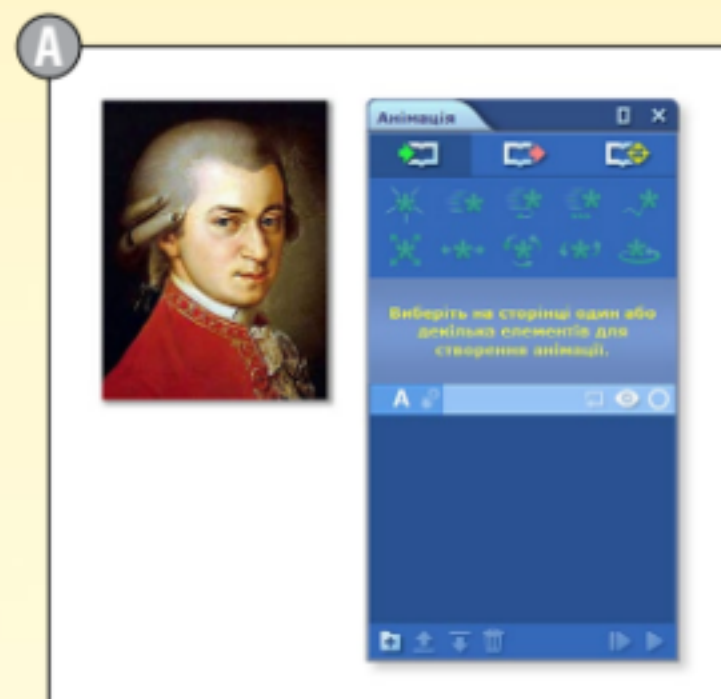 A
Анімація
Виберіть на сторінці один або
декілька елементів для
створення анімації.
A